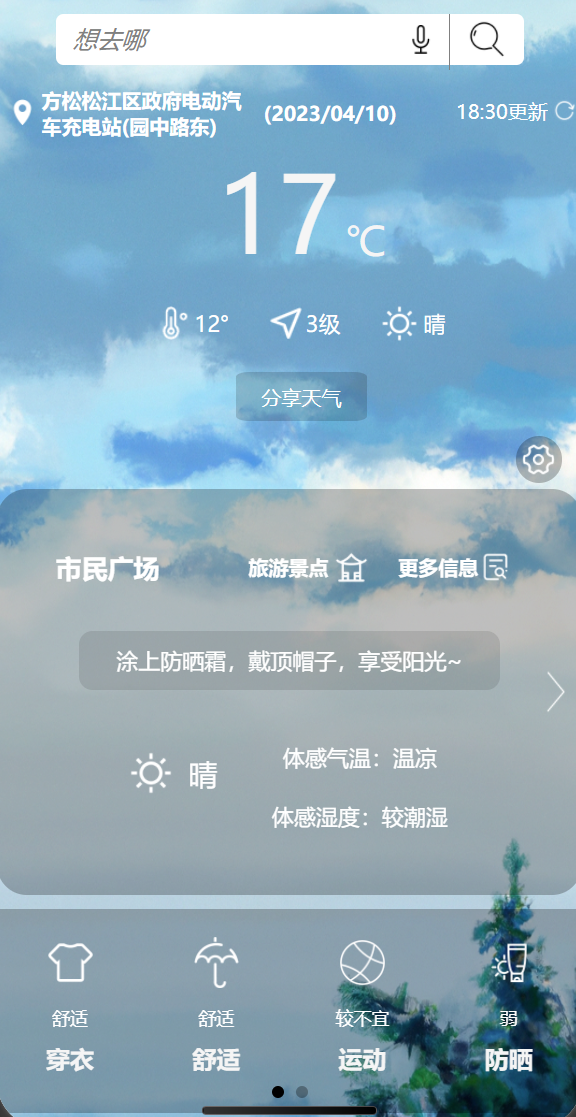 想去哪
方松松江区政府电动汽
车充电站(园中路东)
(2023/04/10)
18:30更新
17℃
12°
3级
晴
分享天气
市民广场
旅游景点
更多信息
涂上防晒霜，戴顶帽子，享受阳光~
晴
体感气温：温凉
体感湿度：较潮湿
舒适
舒适
较不宜
弱
穿衣
舒适
运动
防晒